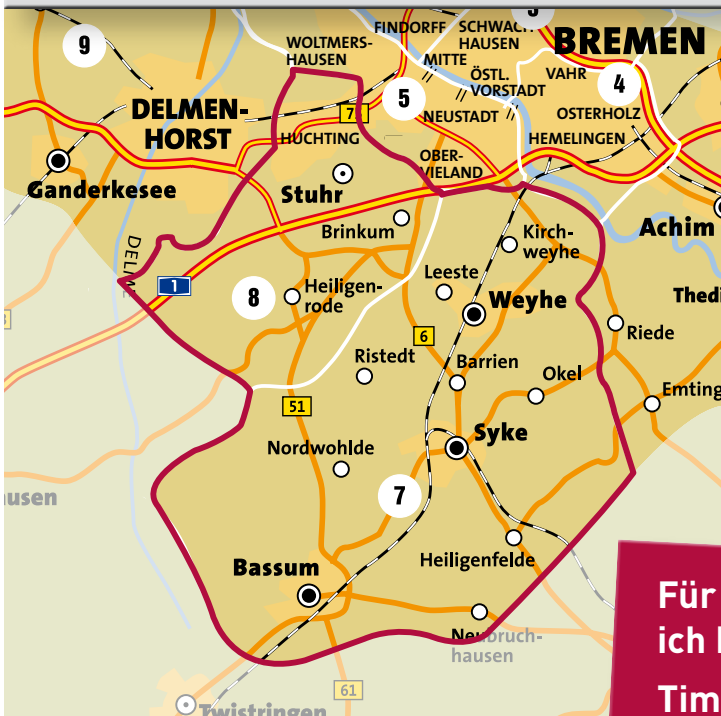 9
WOLTMERS-
HAUSEN
FINDORFF
SCHWACH
HAUSEN
BREMEN
MITTE
ÖSTL.
VORSTADT
VAHR
4
5
DELMEN-
HORST
NEUSTADT
OSTERHOLZ
HEMELINGEN
HUCHTING
OBER-
VIELAND
Ganderkesee
Stuhr
Brinkum
Kirch-
weyhe
Achim
DELME
1
8
Heiligen-
rode
Leeste
Weyhe
Thedi
Riede
6
Ristedt
Barrien
Okel
Emting
51
Syke
Nordwohlde
7
ausen
Heiligenfelde
Bassum
Neubruch-
hausen
61
Twistringen
Für
ich
Tim